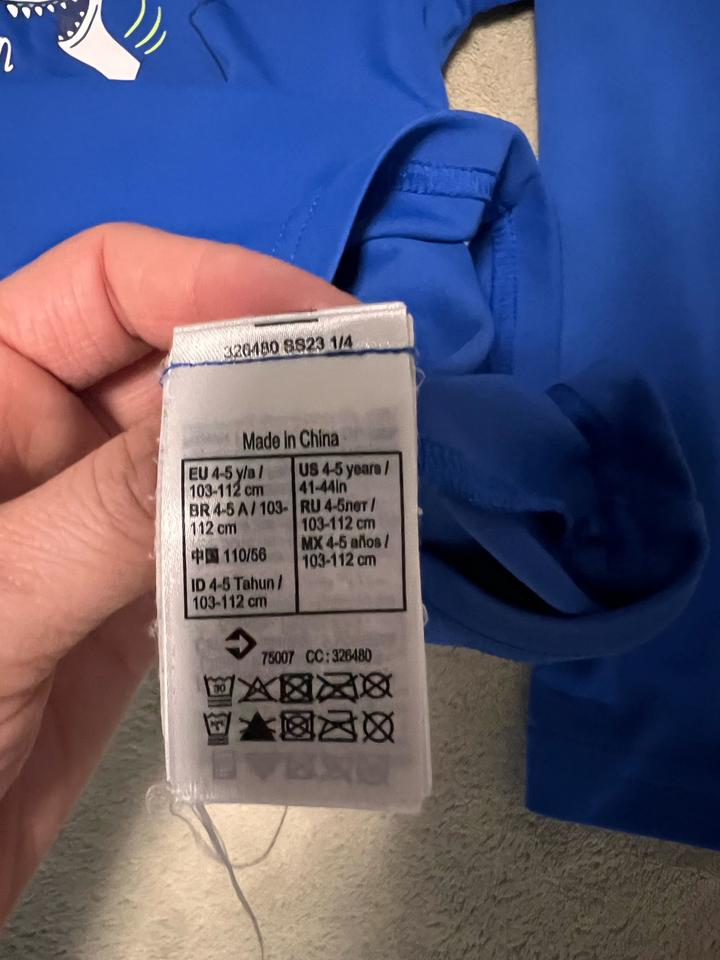 326480 SS23 1/4
Made in China
EU 4-5 y/a /
103-112 cm
BR 4-5 A / 103-
112 cm
中国 110/56
ID 4-5 Tahun /
103-112 cm
US 4-5 years /
41-44in
RU 4-5лет /
103-112 cm
MX 4-5 años /
103-112 cm
75007 CC: 326480
30